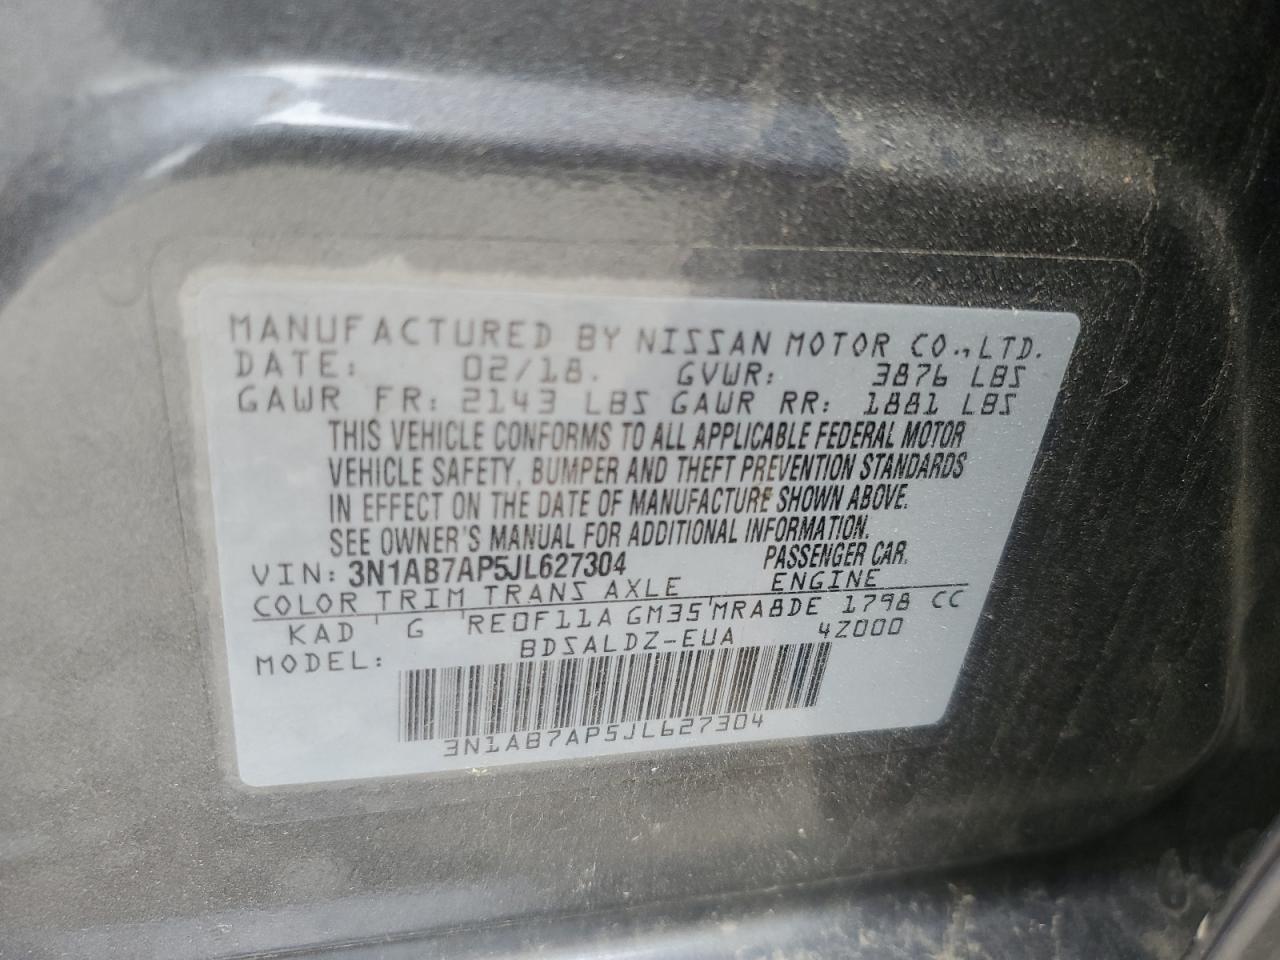 MANUFACTURED BY NISSAN MOTOR CO., LTD.
DATE: 02/18. GVWR: 3876 LBS
GAWR FR: 2143 LBS GAWR RR: 1881 LBS
THIS VEHICLE CONFORMS TO ALL APPLICABLE FEDERAL MOTOR
VEHICLE SAFETY, BUMPER AND THEFT PREVENTION STANDARDS
IN EFFECT ON THE DATE OF MANUFACTURE SHOWN ABOVE.
SEE OWNER'S MANUAL FOR ADDITIONAL INFORMATION.
VIN: 3N1AB7AP5JL627304 PASSENGER CAR.
COLOR TRIM TRANS AXLE ENGINE
KAD G RE0F11A GM35 MRA8DE 1798 CC
MODEL: BDSALDZ-EUA 4Z000
3N1AB7AP5JL627304